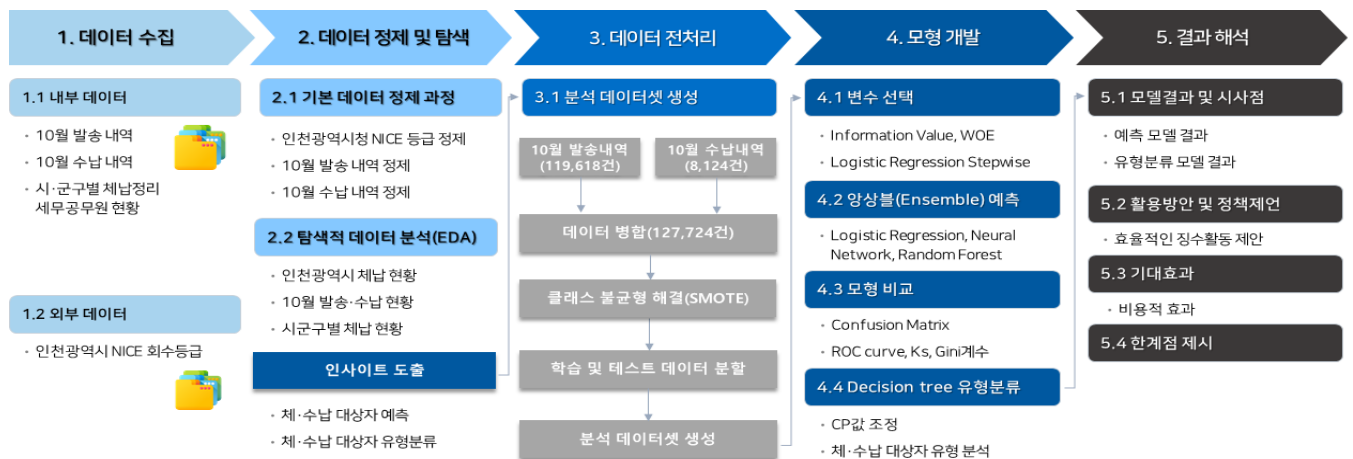 1. 데이터 수집
2. 데이터 정제 및 탐색
3. 데이터 전처리
4. 모형 개발
5. 결과 해석
1.1 내부 데이터
· 10월 발송 내역
· 10월 수납 내역
· 시·군구별 체납정리
세무공무원 현황
1.2 외부 데이터
· 인천광역시 NICE 회수등급
2.1 기본 데이터 정제 과정
· 인천광역시청 NICE 등급 정제
· 10월 발송 내역 정제
· 10월 수납 내역 정제
2.2 탐색적 데이터 분석(EDA)
· 인천광역시 체납 현황
· 10월 발송·수납 현황
· 시군구별 체납 현황
인사이트 도출
· 체·수납 대상자 예측
· 체·수납 대상자 유형분류
3.1 분석 데이터셋 생성
10월 발송내역
(119,618건)
10월 수납내역
(8,124건)
데이터 병합(127,724건)
클래스 불균형 해결(SMOTE)
학습 및 테스트 데이터 분할
분석 데이터셋 생성
4.1 변수 선택
· Information Value, WOE
· Logistic Regression Stepwise
4.2 앙상블(Ensemble) 예측
· Logistic Regression, Neural
Network, Random Forest
4.3 모형 비교
· Confusion Matrix
· ROC curve, Ks, Gini계수
4.4 Decision tree 유형분류
· CP값 조정
· 체·수납 대상자 유형 분석
5.1 모델결과 및 시사점
· 예측 모델 결과
· 유형분류 모델 결과
5.2 활용방안 및 정책제언
· 효율적인 징수활동 제안
5.3 기대효과
· 비용적 효과
5.4 한계점 제시